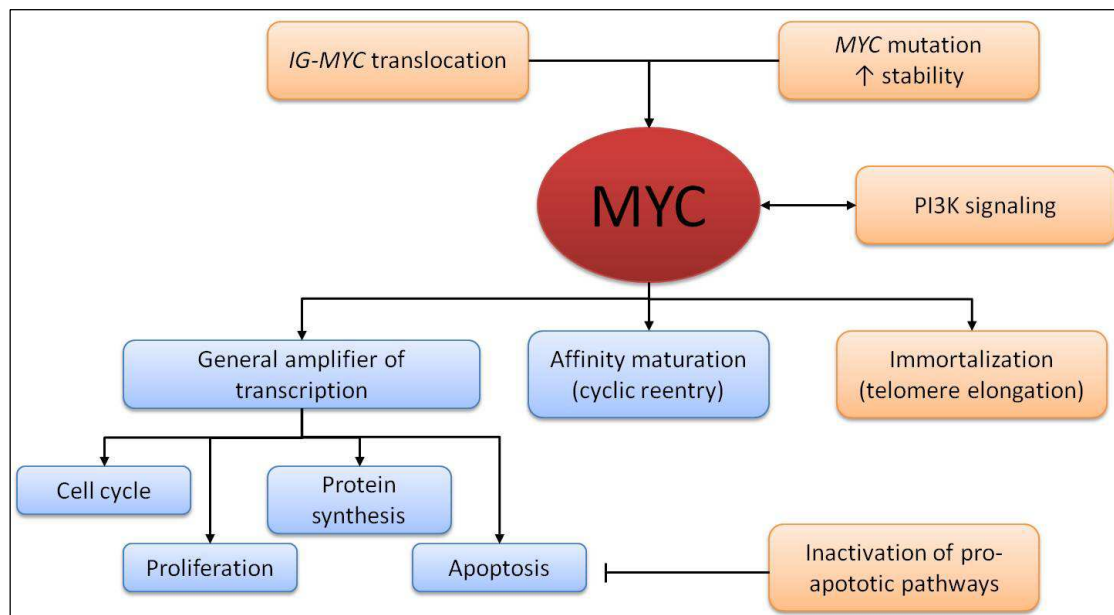 IG-MYC translocation
MYC mutation
↑ stability
MYC
PI3K signaling
General amplifier of
transcription
Affinity maturation
(cyclic reentry)
Immortalization
(telomere elongation)
Cell cycle
Protein
synthesis
Proliferation
Apoptosis
Inactivation of pro-
apototic pathways